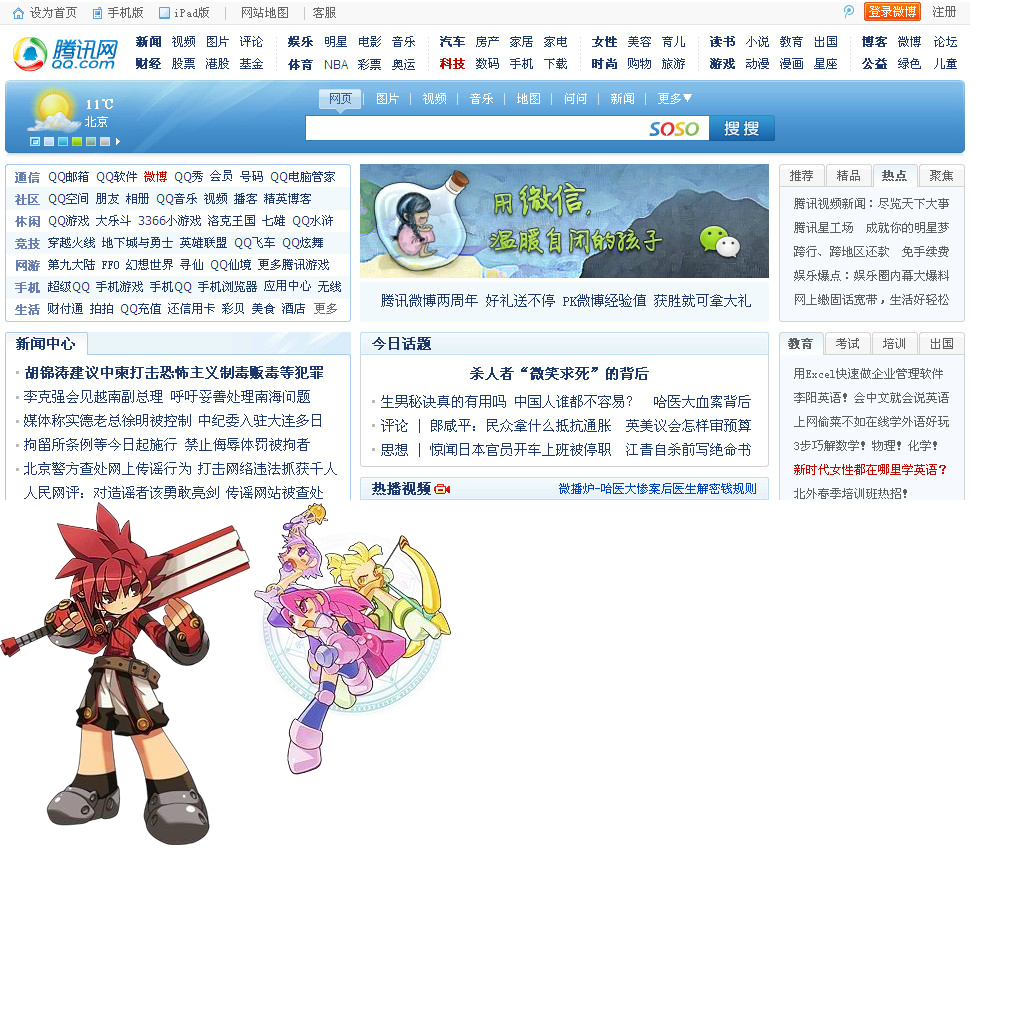 设为首页 手机版 iPad版 | 网站地图 | 客服 登录微博 注册
腾讯网 QQ.com
新闻 视频 图片 评论 娱乐 明星 电影 音乐 汽车 房产 家居 家电 女性 美容 育儿 读书 小说 教育 出国 博客 微博 论坛
财经 股票 港股 基金 体育 NBA 彩票 奥运 科技 数码 手机 下载 时尚 购物 旅游 游戏 动漫 漫画 星座 公益 绿色 儿童
11℃
北京
网页 图片 | 视频 | 音乐 | 地图 | 问问 | 新闻 | 更多▼
SOSO 搜搜
通信 QQ邮箱 QQ软件 微博 QQ秀 会员 号码 QQ电脑管家
社区 QQ空间 朋友 相册 QQ音乐 视频 播客 精英博客
休闲 QQ游戏 大乐斗 3366小游戏 洛克王国 七雄 QQ水浒
竞技 穿越火线 地下城与勇士 英雄联盟 QQ飞车 QQ炫舞
网游 第九大陆 FFO 幻想世界 寻仙 QQ仙境 更多腾讯游戏
手机 超级QQ 手机游戏 手机QQ 手机浏览器 应用中心 无线
生活 财付通 拍拍 QQ充值 还信用卡 彩贝 美食 酒店 更多
用微信,
温暖自闭的孩子
腾讯微博两周年 好礼送不停 PK微博经验值 获胜就可拿大礼
推荐 精品 热点 聚焦
腾讯视频新闻：尽览天下大事
腾讯星工场 成就你的明星梦
跨行、跨地区还款 免手续费
娱乐爆点：娱乐圈内幕大爆料
网上缴固话宽带，生活好轻松
新闻中心
胡锦涛建议中柬打击恐怖主义制毒贩毒等犯罪
李克强会见越南副总理 呼吁妥善处理南海问题
媒体称实德老总徐明被控制 中纪委入驻大连多日
拘留所条例等今日起施行 禁止侮辱体罚被拘者
北京警方查处网上传谣行为 打击网络违法抓获千人
人民网评：对造谣者该勇敢亮剑 传谣网站被查处
今日话题
杀人者“微笑求死”的背后
生男秘诀真的有用吗 中国人谁都不容易？ 哈医大血案背后
评论 | 郎咸平：民众拿什么抵抗通胀 英美议会怎样审预算
思想 | 惊闻日本官员开车上班被停职 江青自杀前写绝命书
热播视频 微播炉-哈医大惨案后医生解密钱规则
教育 考试 培训 出国
用Excel快速做企业管理软件
李阳英语！会中文就会说英语
上网偷菜不如在线学外语好玩
3步巧解数学！物理！化学！
新时代女性都在哪里学英语？
北外春季培训班热招！